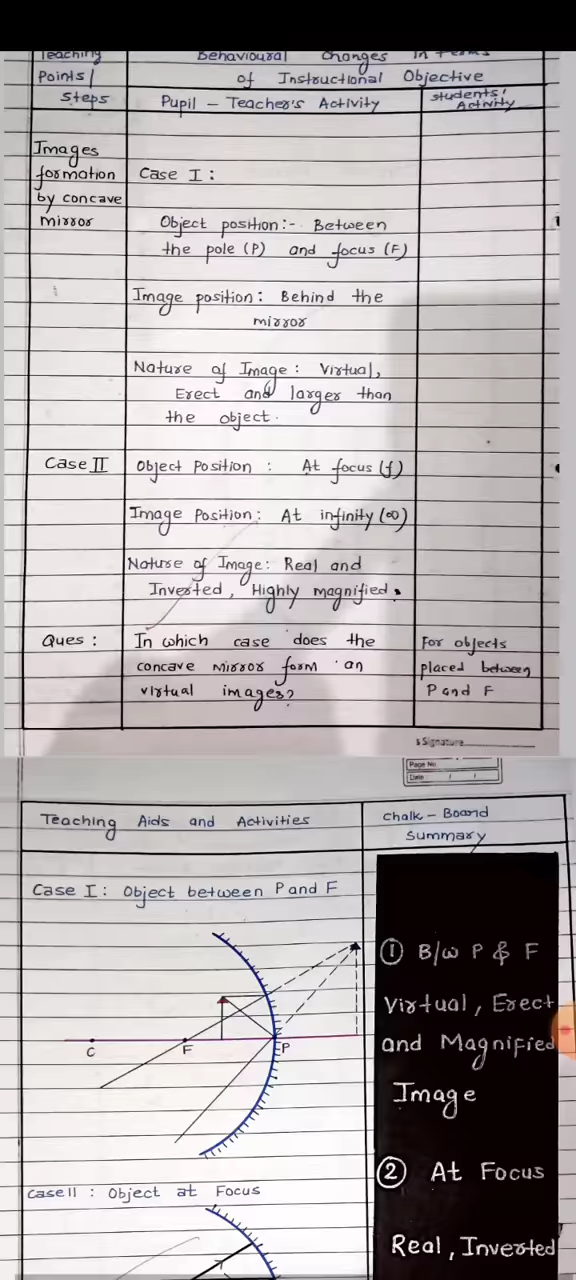 Teaching
Points/
Steps
Behavioural Changes In Terms
of Instructional Objective
Pupil - Teacher's Activity
Students'
Activity
Images
formation
by concave
mirror
Case I :
Object position:- Between
the pole (P) and focus (F)
Image position: Behind the
mirror
Nature of Image : Virtual,
Erect and larger than
the object.
Case II
Object Position : At focus (f)
Image Position: At infinity (∞)
Nature of Image: Real and
Inverted, Highly magnified.
Ques :
In which case does the
concave mirror form an
virtual images?
For objects
placed between
P and F
s Signature
Page No
Date / /
Teaching Aids and Activities
Chalk - Board
Summary
Case I : Object between P and F
C F P
① B/w P & F
Virtual, Erect
and Magnified
Image
② At Focus
Real, Inverted
Case II : Object at Focus